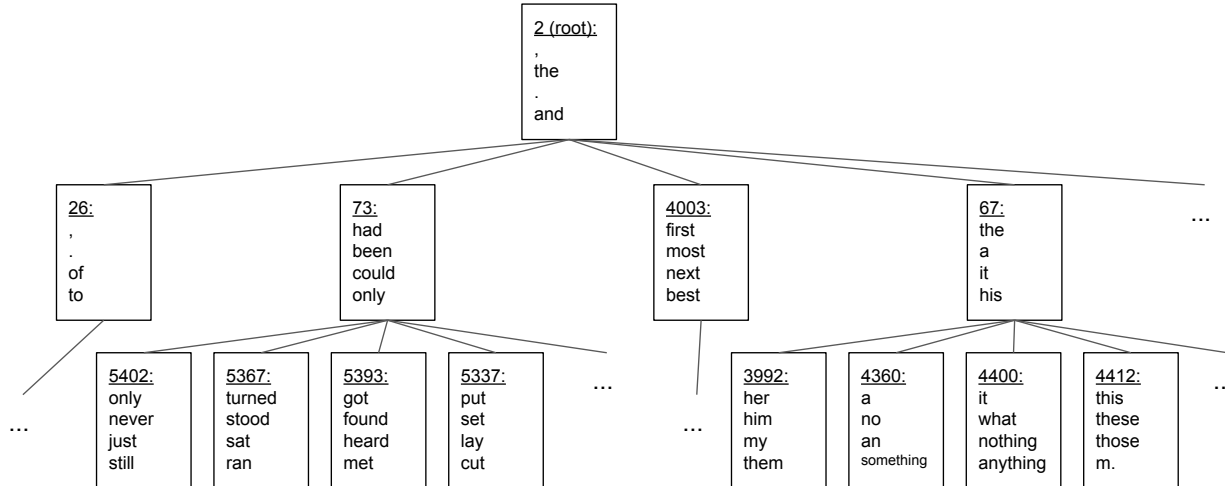 2 (root):
,
the
.
and
26:
,
.
of
to
73:
had
been
could
only
4003:
first
most
next
best
67:
the
a
it
his
...
5402:
only
never
just
still
5367:
turned
stood
sat
ran
5393:
got
found
heard
met
5337:
put
set
lay
cut
...
3992:
her
him
my
them
4360:
a
no
an
something
4400:
it
what
nothing
anything
4412:
this
these
those
m.
...
...
...